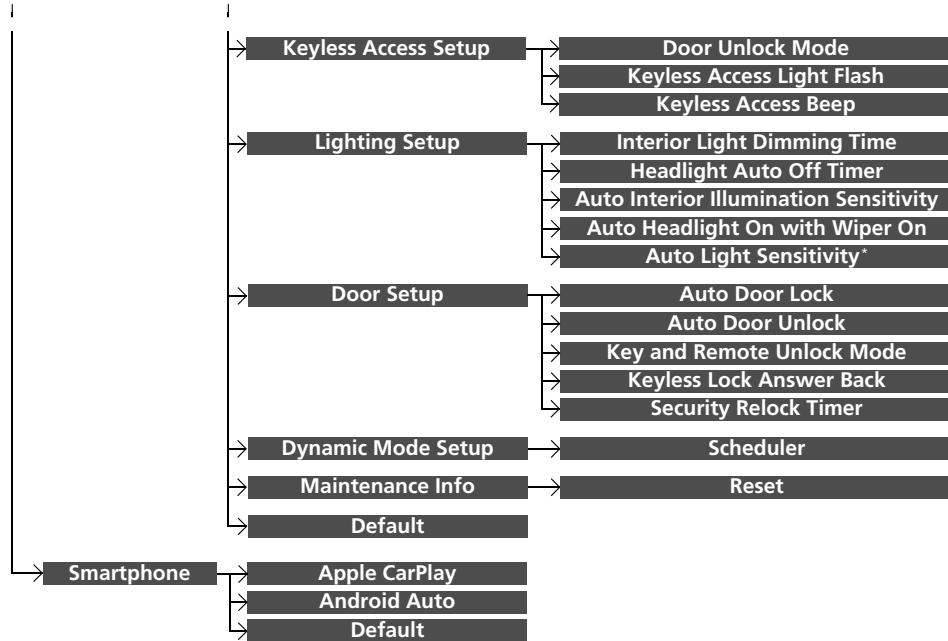 Keyless Access Setup
Door Unlock Mode
Keyless Access Light Flash
Keyless Access Beep
Lighting Setup
Interior Light Dimming Time
Headlight Auto Off Timer
Auto Interior Illumination Sensitivity
Auto Headlight On with Wiper On
Auto Light Sensitivity*
Door Setup
Auto Door Lock
Auto Door Unlock
Key and Remote Unlock Mode
Keyless Lock Answer Back
Security Relock Timer
Dynamic Mode Setup
Scheduler
Maintenance Info
Reset
Default
Smartphone
Apple CarPlay
Android Auto
Default